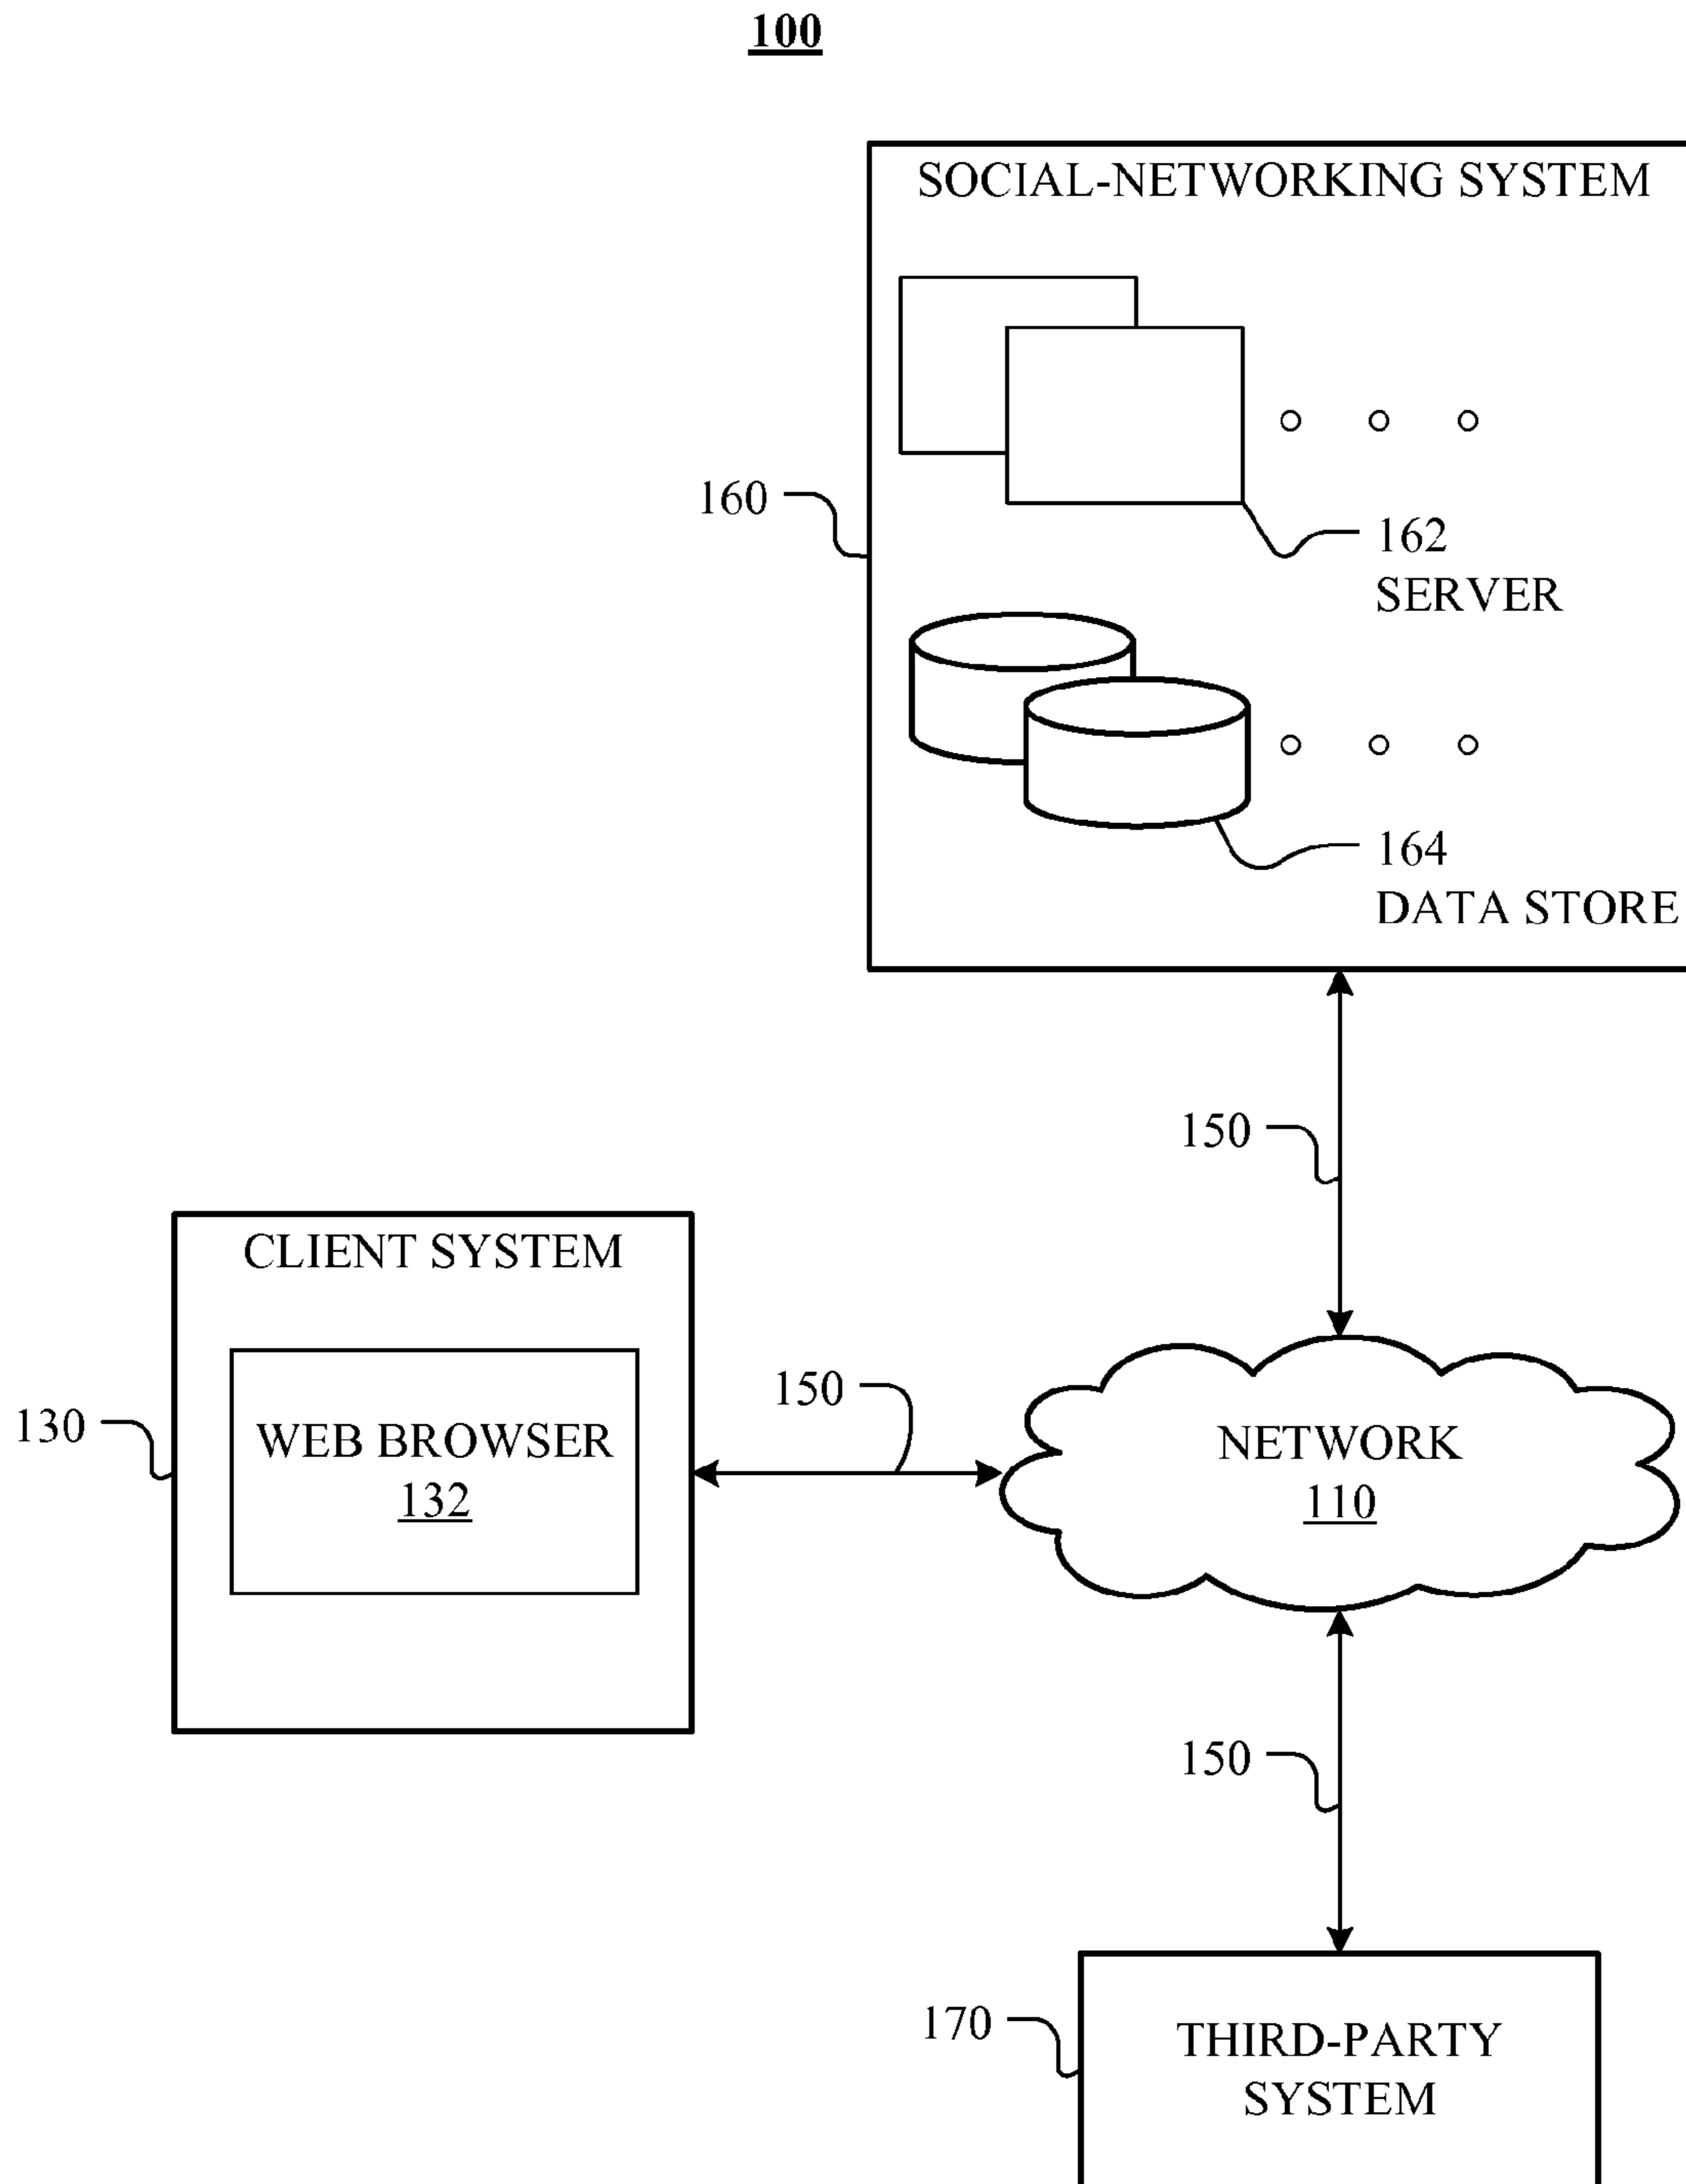 100
SOCIAL-NETWORKING SYSTEM
160
162
SERVER
164
DATA STORE
150
CLIENT SYSTEM
130
WEB BROWSER
132
150
NETWORK
110
150
170
THIRD-PARTY
SYSTEM